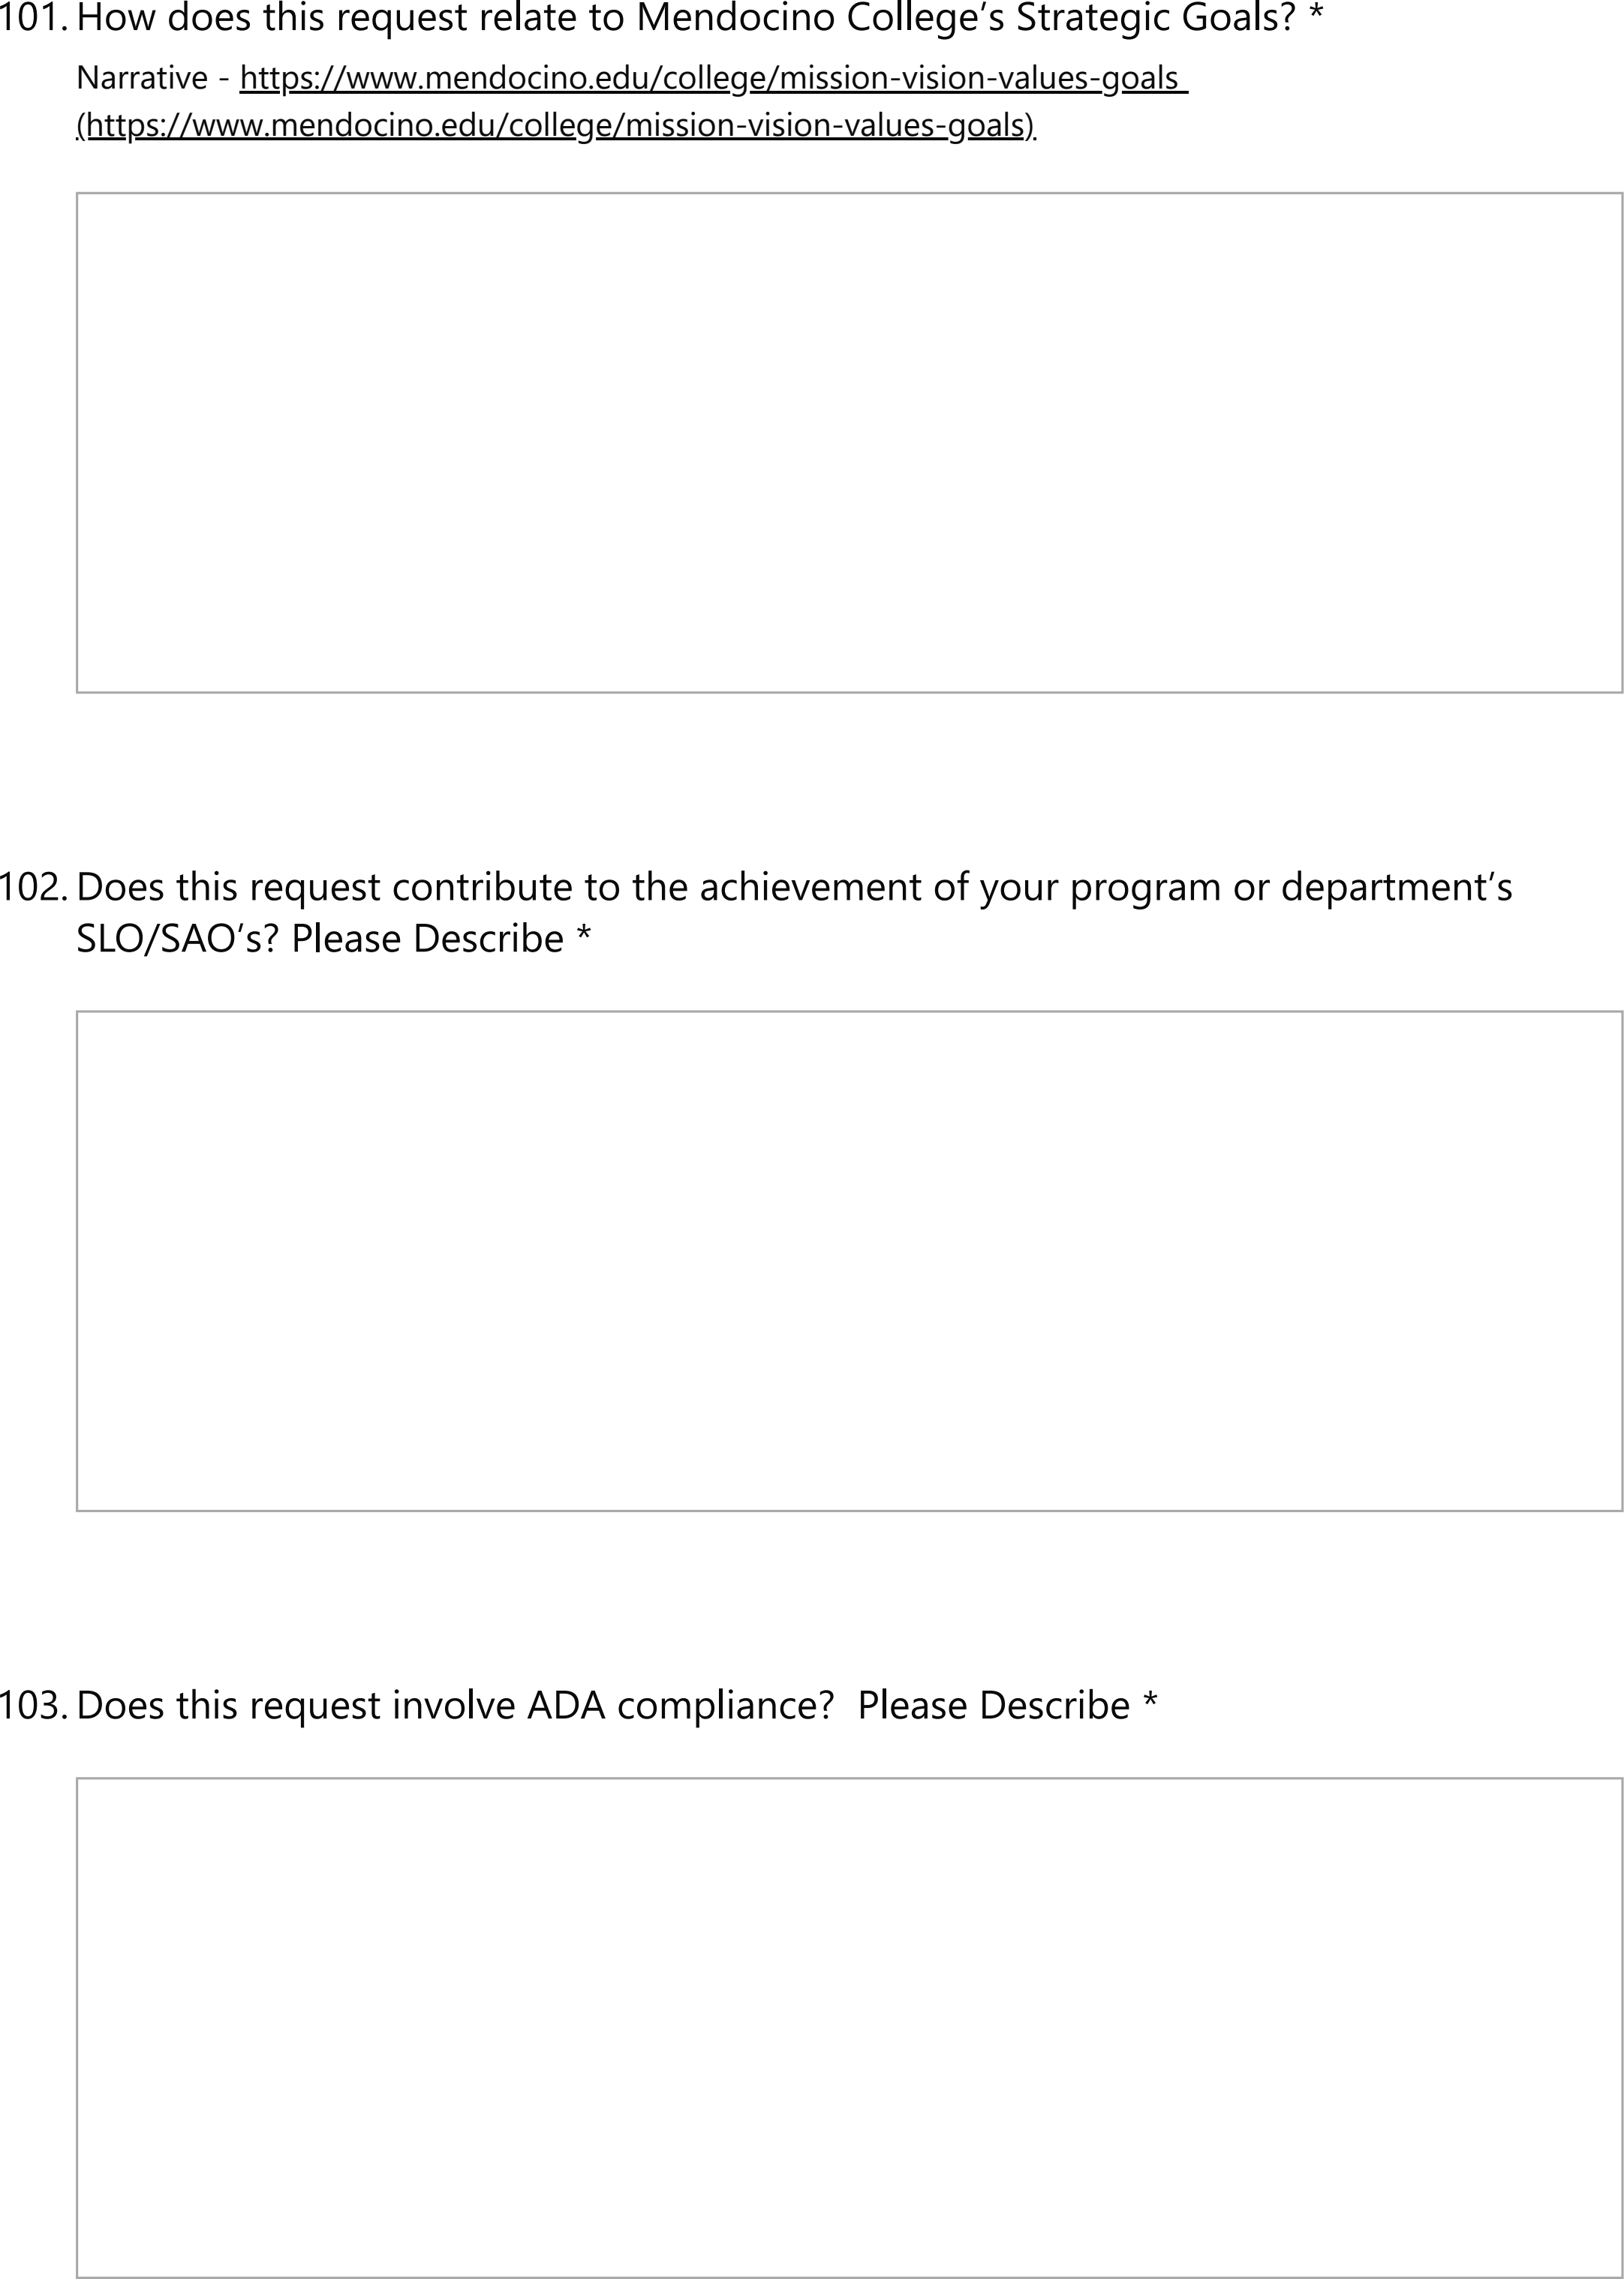 101. How does this request relate to Mendocino College’s Strategic Goals? *
Narrative - https://www.mendocino.edu/college/mission-vision-values-goals
(https://www.mendocino.edu/college/mission-vision-values-goals)
102. Does this request contribute to the achievement of your program or department’s
SLO/SAO’s? Please Describe *
103. Does this request involve ADA compliance?  Please Describe *